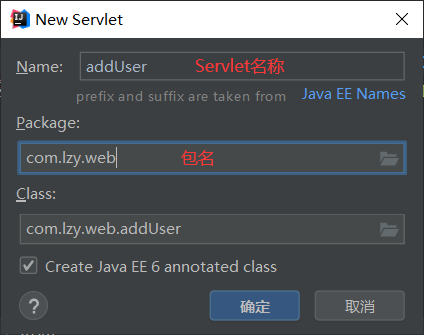 New Servlet
Name: addUser Servlet名称
prefix and suffix are taken from Java EE Names
Package:
com.lzy.web 包名
Class:
com.lzy.web.addUser
Create Java EE 6 annotated class
? 确定 取消